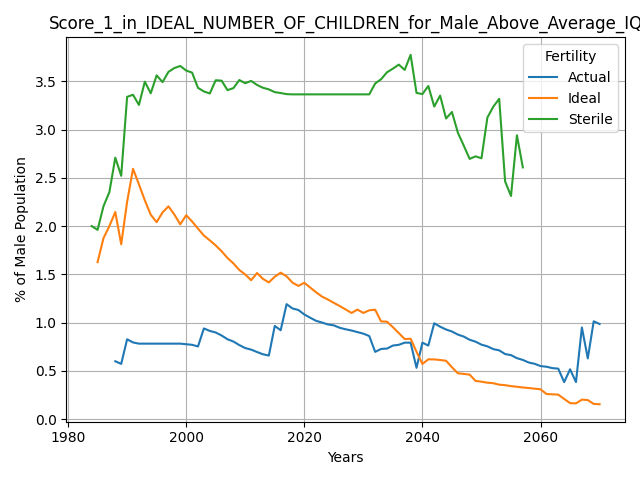 Score_1_in_IDEAL_NUMBER_OF_CHILDREN_for_Male_Above_Average_IQ
Fertility
Actual
Ideal
Sterile
% of Male Population
3.5
3.0
2.5
2.0
1.5
1.0
0.5
0.0
1980 2000 2020 2040 2060
Years